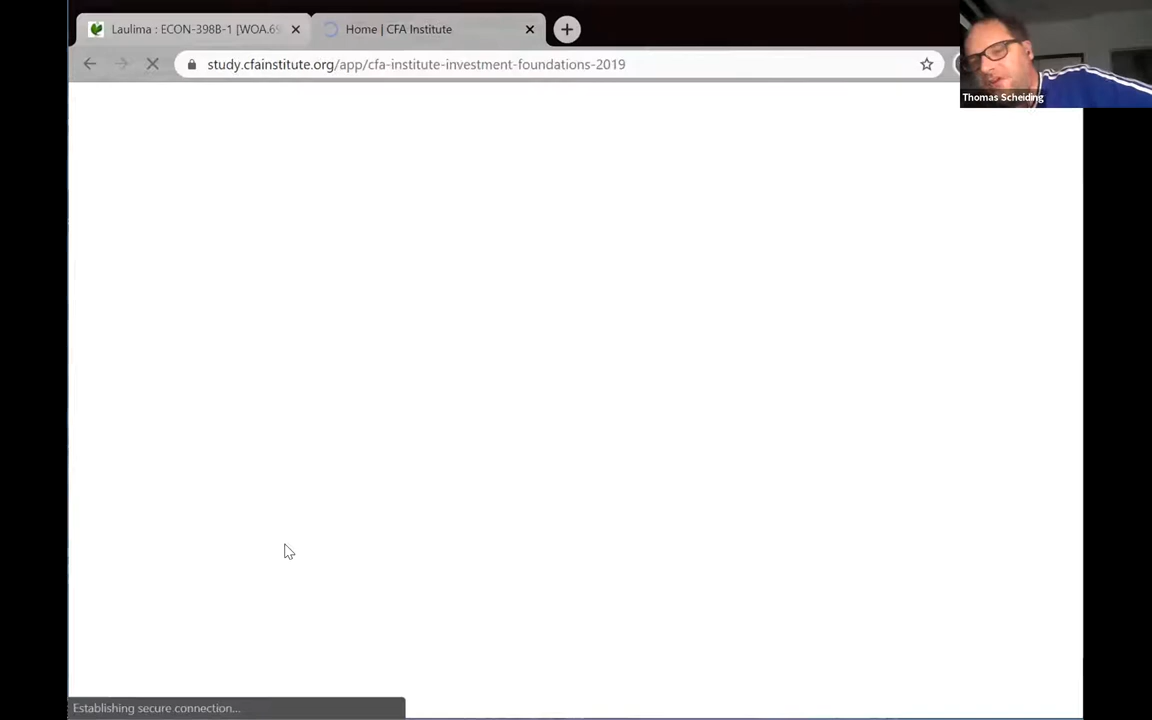 Laulima : ECON-398B-1 [WOA.69
Home | CFA Institute
study.cfainstitute.org/app/cfa-institute-investment-foundations-2019
Thomas Scheiding
Establishing secure connection...